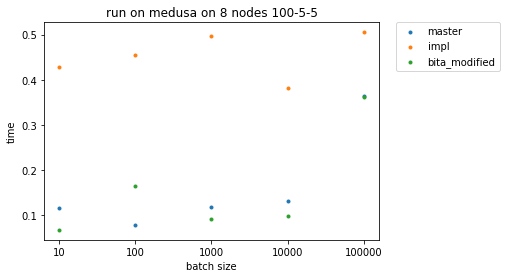 run on medusa on 8 nodes 100-5-5
master
impl
bita_modified
0.5
0.4
0.3
0.2
0.1
time
10
100
1000
10000
100000
batch size